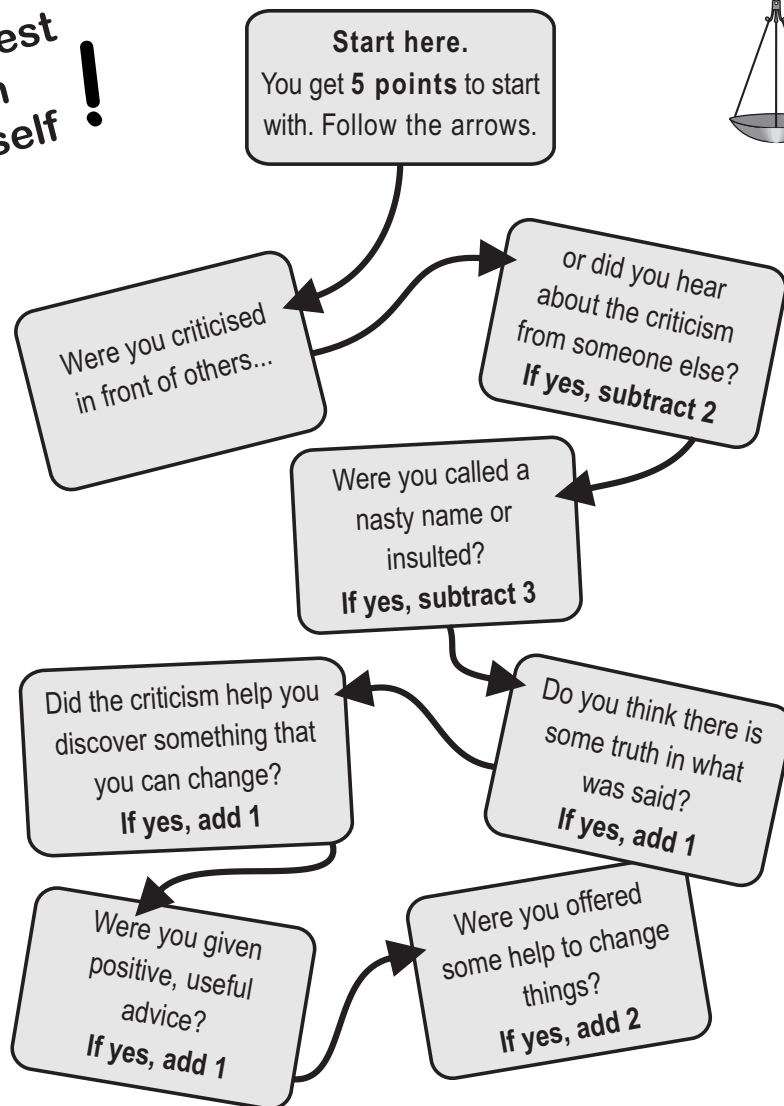 est
self !
Start here.
You get 5 points to start
with. Follow the arrows.
Were you criticised
in front of others...
or did you hear
about the criticism
from someone else?
If yes, subtract 2
Were you called a
nasty name or
insulted?
If yes, subtract 3
Do you think there is
some truth in what
was said?
If yes, add 1
Did the criticism help you
discover something that
you can change?
If yes, add 1
Were you given
positive, useful
advice?
If yes, add 1
Were you offered
some help to change
things?
If yes, add 2